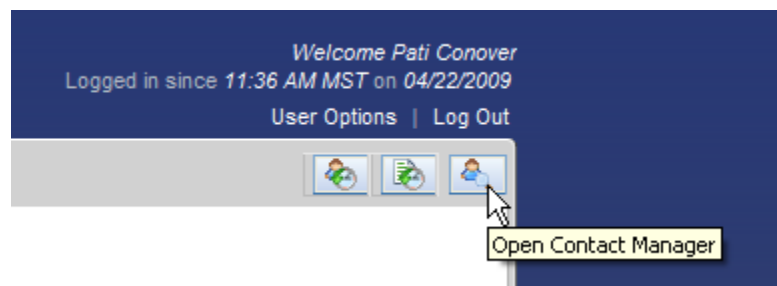 Welcome Pati Conover
Logged in since 11:36 AM MST on 04/22/2009
User Options | Log Out
Open Contact Manager